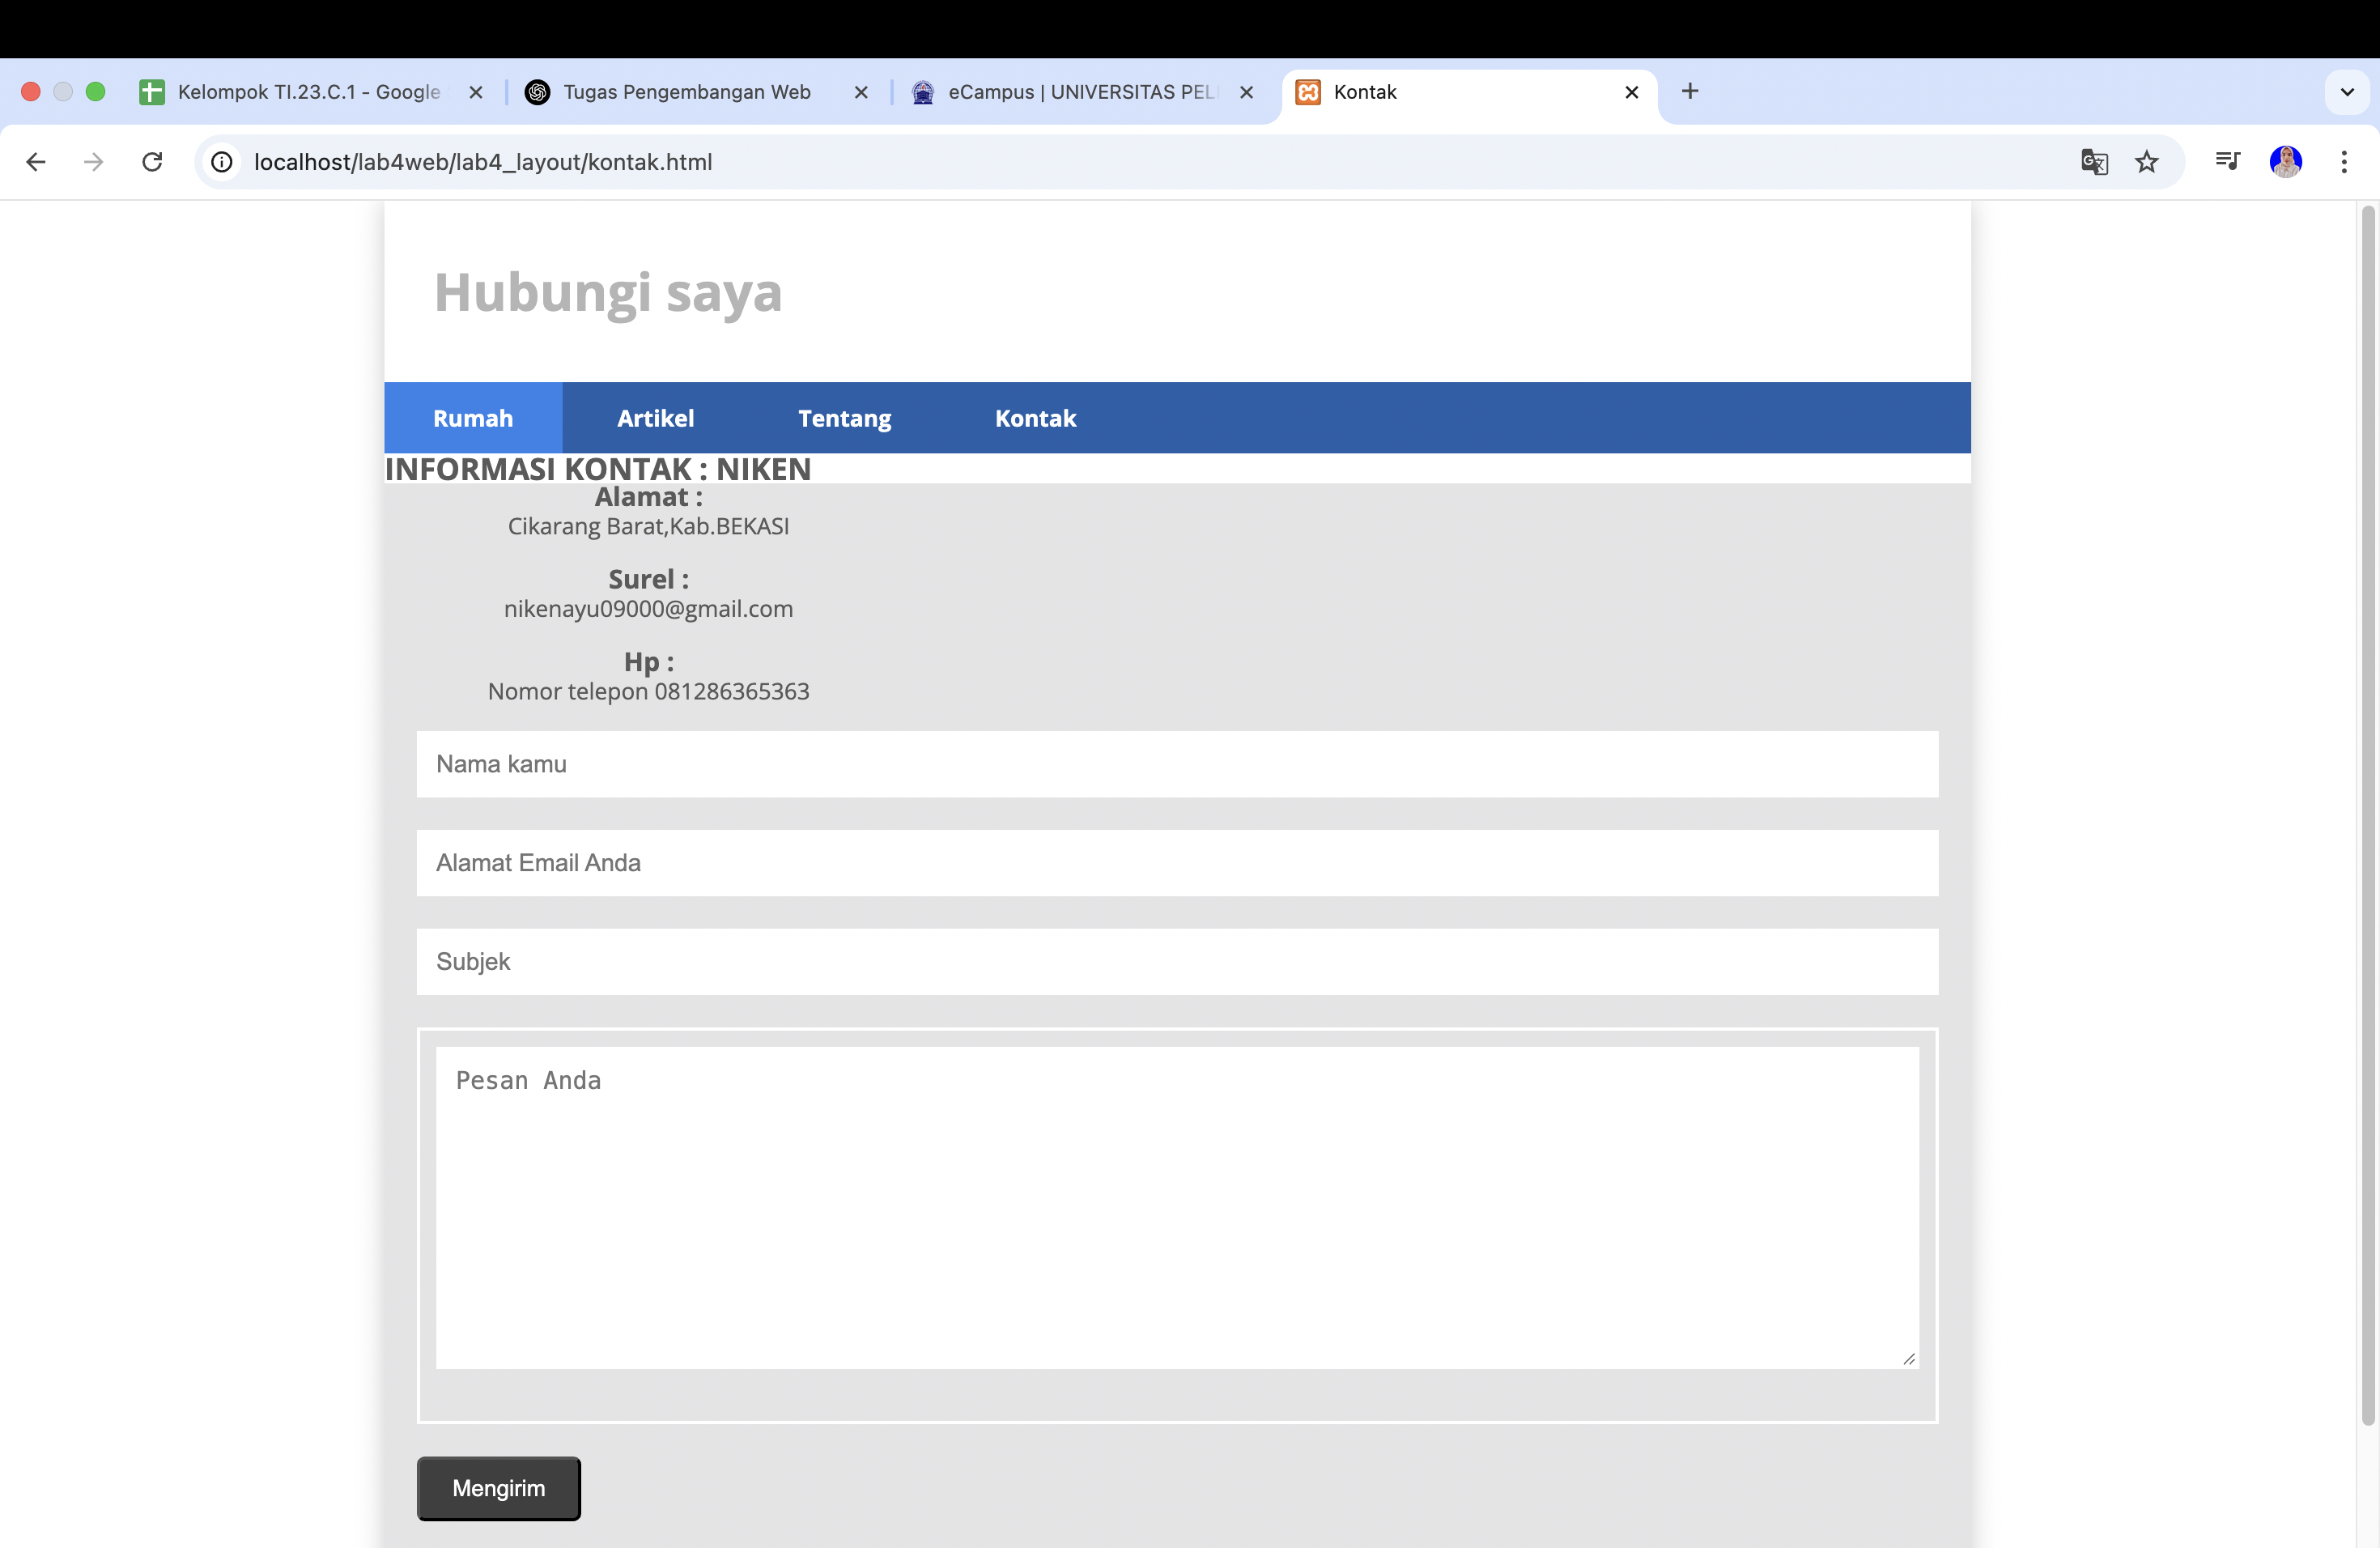 Kelompok TI.23.C.1 - Google
Tugas Pengembangan Web
eCampus | UNIVERSITAS PEL
Kontak
localhost/lab4web/lab4_layout/kontak.html
Hubungi saya
Rumah Artikel Tentang Kontak
INFORMASI KONTAK : NIKEN
Alamat :
Cikarang Barat,Kab.BEKASI
Surel :
nikenayu09000@gmail.com
Hp :
Nomor telepon 081286365363
Nama kamu
Alamat Email Anda
Subjek
Pesan Anda
Mengirim